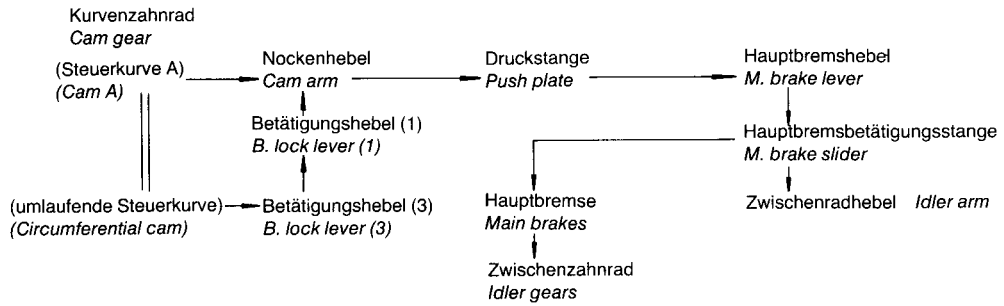 Kurvenzahnrad
Cam gear
(Steuerkurve A)
(Cam A)
Nockenhebel
Cam arm
Druckstange
Push plate
Hauptbremshebel
M. brake lever
Betätigungshebel (1)
B. lock lever (1)
Hauptbremsbetätigungsstange
M. brake slider
(umlaufende Steuerkurve)
(Circumferential cam)
Betätigungshebel (3)
B. lock lever (3)
Hauptbremse
Main brakes
Zwischenradhebel Idler arm
Zwischenzahnrad
Idler gears